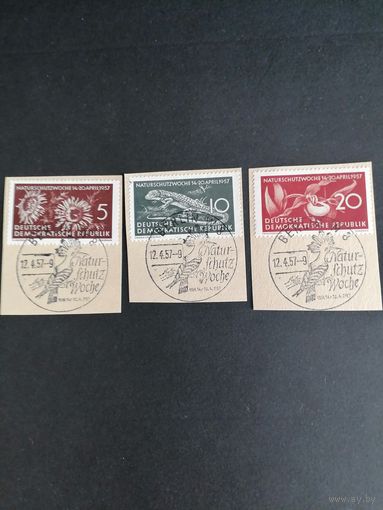 NATURSCHUTZWOCHE 14-20 APRIL 1957
5
DEUTSCHE
DEMOKRATISCHE REPUBLIK
12.4.57--9
Natur-
schutz
Woche
NATURSCHUTZWOCHE 14-20 APRIL 1957
10
DEUTSCHE
DEMOKRATISCHE REPUBLIK
12.4.57--9
Natur-
schutz
Woche
NATURSCHUTZWOCHE 14-20 APRIL 1957
20
DEUTSCHE
DEMOKRATISCHE REPUBLIK
12.4.57--9
Natur-
schutz
Woche
ay.by